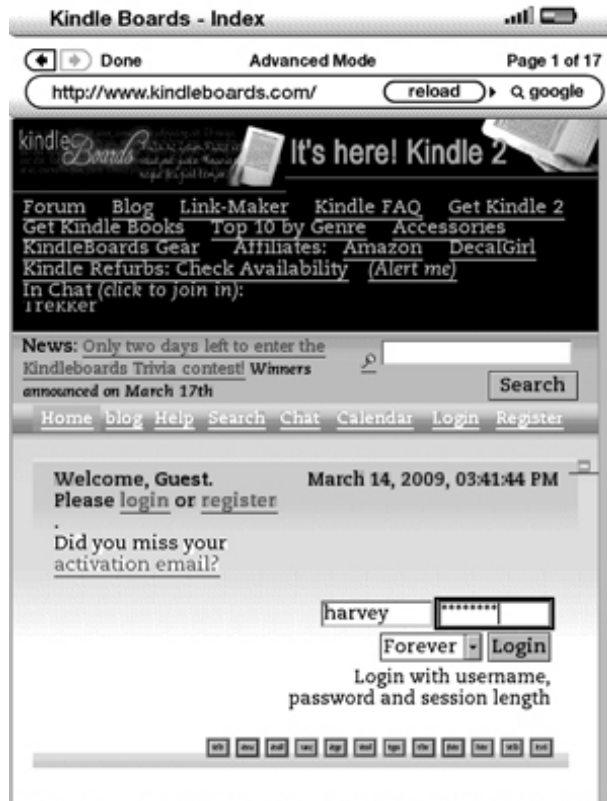 Kindle Boards - Index
Done Advanced Mode Page 1 of 17
http://www.kindleboards.com/ reload google
kindle Boards It's here! Kindle 2
Forum Blog Link-Maker Kindle FAQ Get Kindle 2
Get Kindle Books Top 10 by Genre Accessories
KindleBoards Gear Affiliates: Amazon DecalGirl
Kindle Refurbs: Check Availability (Alert me)
In Chat (click to join in):
Trekker
News: Only two days left to enter the
Kindleboards Trivia contest! Winners
announced on March 17th
Search
Home blog Help Search Chat Calendar Login Register
Welcome, Guest. March 14, 2009, 03:41:44 PM
Please login or register
.
Did you miss your
activation email?
harvey ********
Forever Login
Login with username,
password and session length